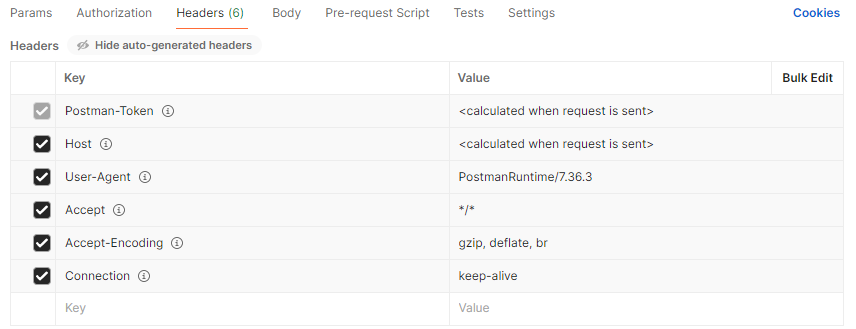 Params Authorization Headers (6) Body Pre-request Script Tests Settings Cookies
Headers Hide auto-generated headers
Key Value Bulk Edit
Postman-Token <calculated when request is sent>
Host <calculated when request is sent>
User-Agent PostmanRuntime/7.36.3
Accept */*
Accept-Encoding gzip, deflate, br
Connection keep-alive
Key Value